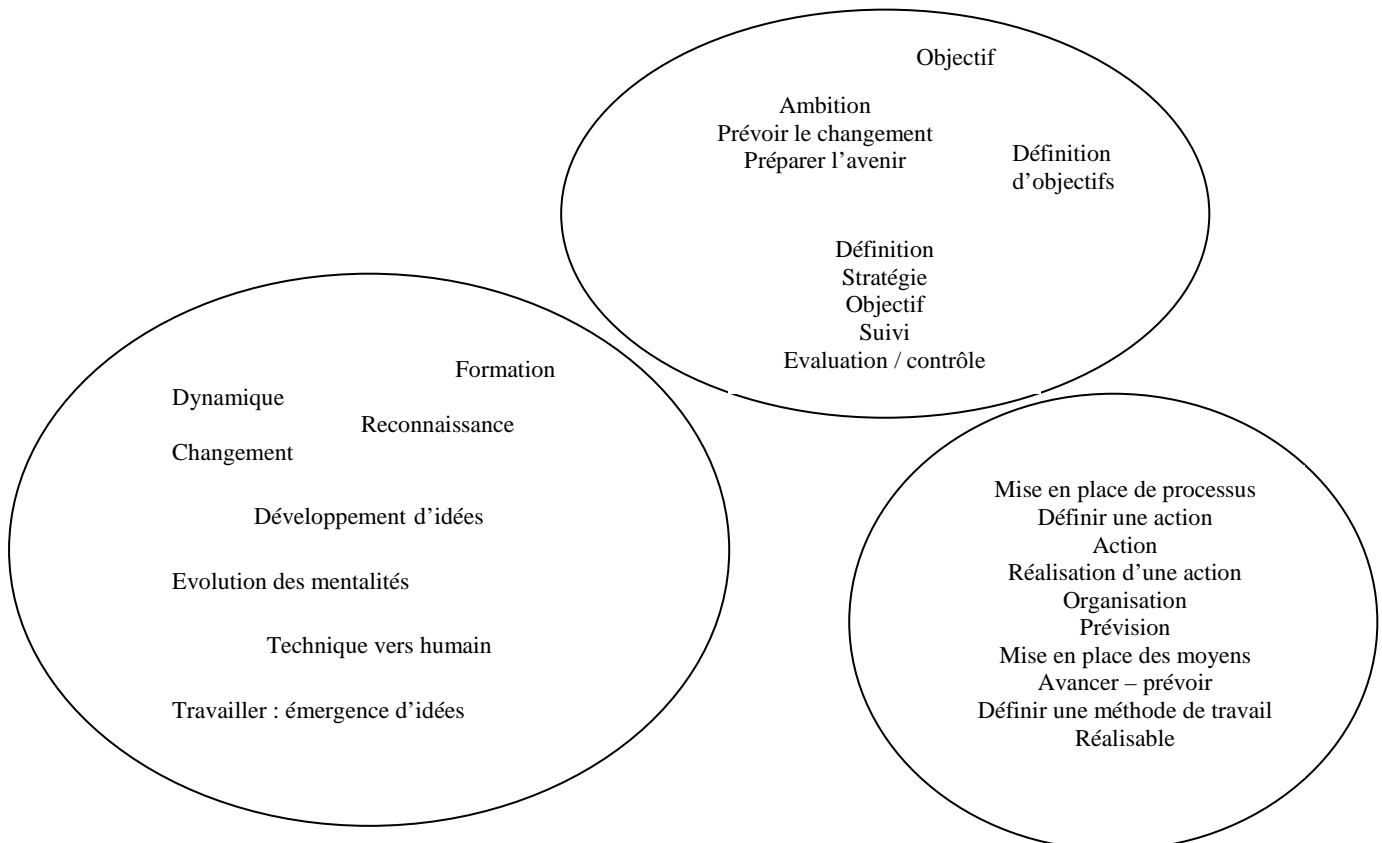 Objectif
Ambition
Prévoir le changement
Préparer l’avenir
Définition
d’objectifs
Définition
Stratégie
Objectif
Suivi
Evaluation / contrôle
Formation
Dynamique
Reconnaissance
Changement
Développement d’idées
Evolution des mentalités
Technique vers humain
Travailler : émergence d’idées
Mise en place de processus
Définir une action
Action
Réalisation d’une action
Organisation
Prévision
Mise en place des moyens
Avancer – prévoir
Définir une méthode de travail
Réalisable